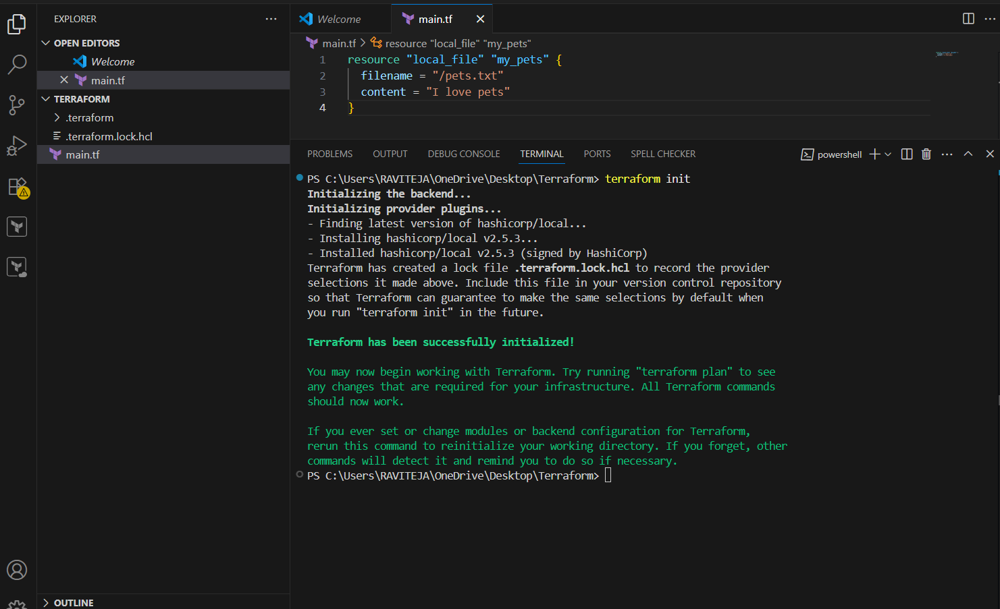 EXPLORER
OPEN EDITORS
Welcome
main.tf
TERRAFORM
.terraform
.terraform.lock.hcl
main.tf
OUTLINE
Welcome
main.tf
main.tf > resource "local_file" "my_pets"
1 resource "local_file" "my_pets" {
2 filename = "/pets.txt"
3 content = "I love pets"
4 }
PROBLEMS OUTPUT DEBUG CONSOLE TERMINAL PORTS SPELL CHECKER powershell
PS C:\Users\RAVITEJA\OneDrive\Desktop\Terraform> terraform init
Initializing the backend...
Initializing provider plugins...
- Finding latest version of hashicorp/local...
- Installing hashicorp/local v2.5.3...
- Installed hashicorp/local v2.5.3 (signed by HashiCorp)
Terraform has created a lock file .terraform.lock.hcl to record the provider
selections it made above. Include this file in your version control repository
so that Terraform can guarantee to make the same selections by default when
you run "terraform init" in the future.
Terraform has been successfully initialized!
You may now begin working with Terraform. Try running "terraform plan" to see
any changes that are required for your infrastructure. All Terraform commands
should now work.
If you ever set or change modules or backend configuration for Terraform,
rerun this command to reinitialize your working directory. If you forget, other
commands will detect it and remind you to do so if necessary.
PS C:\Users\RAVITEJA\OneDrive\Desktop\Terraform>